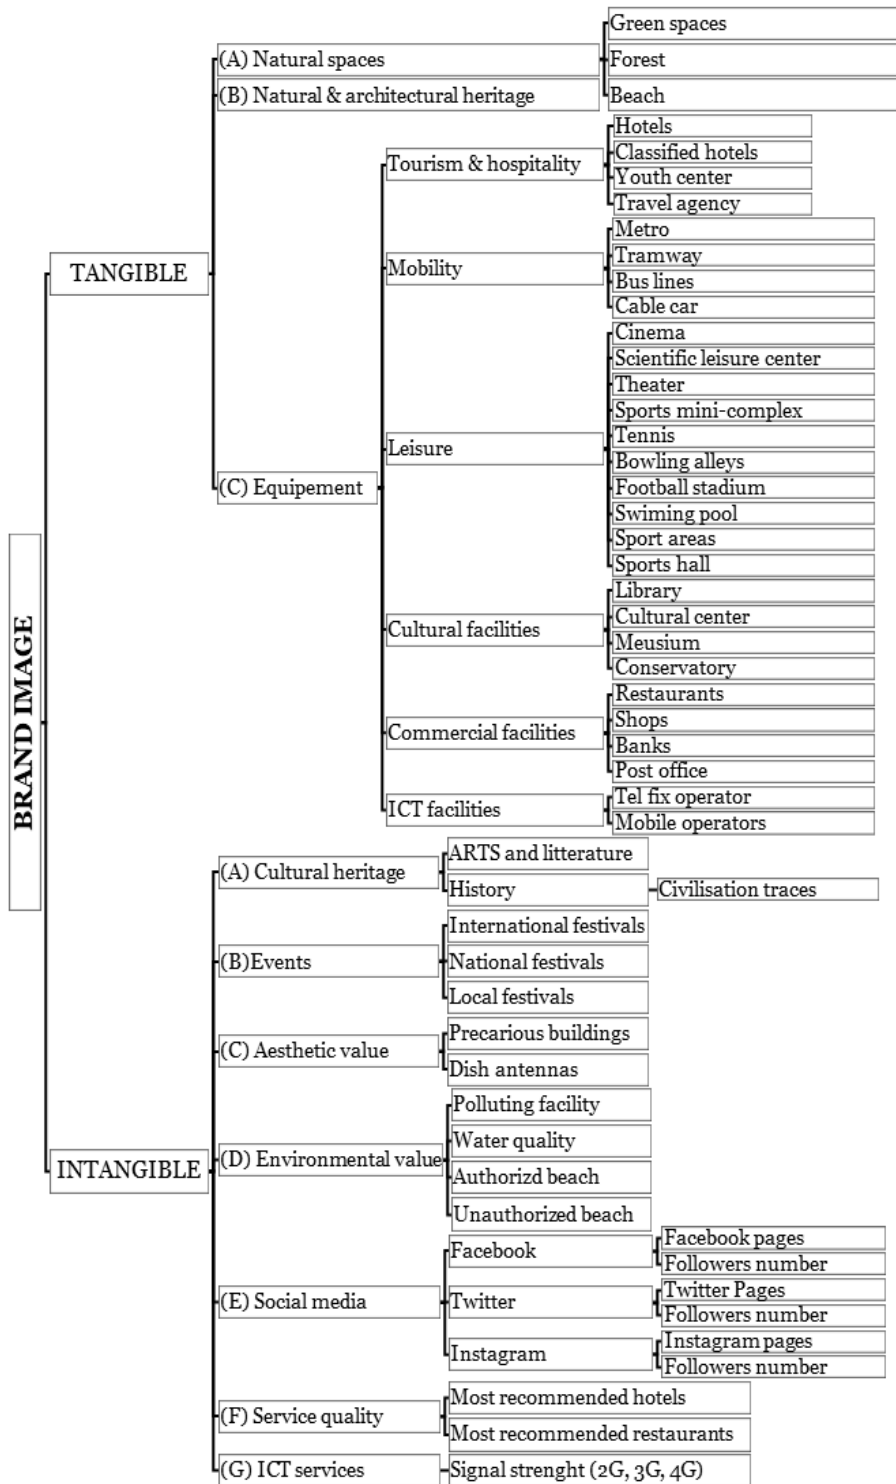 BRAND IMAGE
TANGIBLE
(A) Natural spaces
Green spaces
Forest
Beach
(B) Natural & architectural heritage
(C) Equipement
Tourism & hospitality
Hotels
Classified hotels
Youth center
Travel agency
Mobility
Metro
Tramway
Bus lines
Cable car
Leisure
Cinema
Scientific leisure center
Theater
Sports mini-complex
Tennis
Bowling alleys
Football stadium
Swiming pool
Sport areas
Sports hall
Cultural facilities
Library
Cultural center
Meusium
Conservatory
Commercial facilities
Restaurants
Shops
Banks
Post office
ICT facilities
Tel fix operator
Mobile operators
INTANGIBLE
(A) Cultural heritage
ARTS and litterature
History
Civilisation traces
(B)Events
International festivals
National festivals
Local festivals
(C) Aesthetic value
Precarious buildings
Dish antennas
(D) Environmental value
Polluting facility
Water quality
Authorizd beach
Unauthorized beach
(E) Social media
Facebook
Facebook pages
Followers number
Twitter
Twitter Pages
Followers number
Instagram
Instagram pages
Followers number
(F) Service quality
Most recommended hotels
Most recommended restaurants
(G) ICT services
Signal strenght (2G, 3G, 4G)